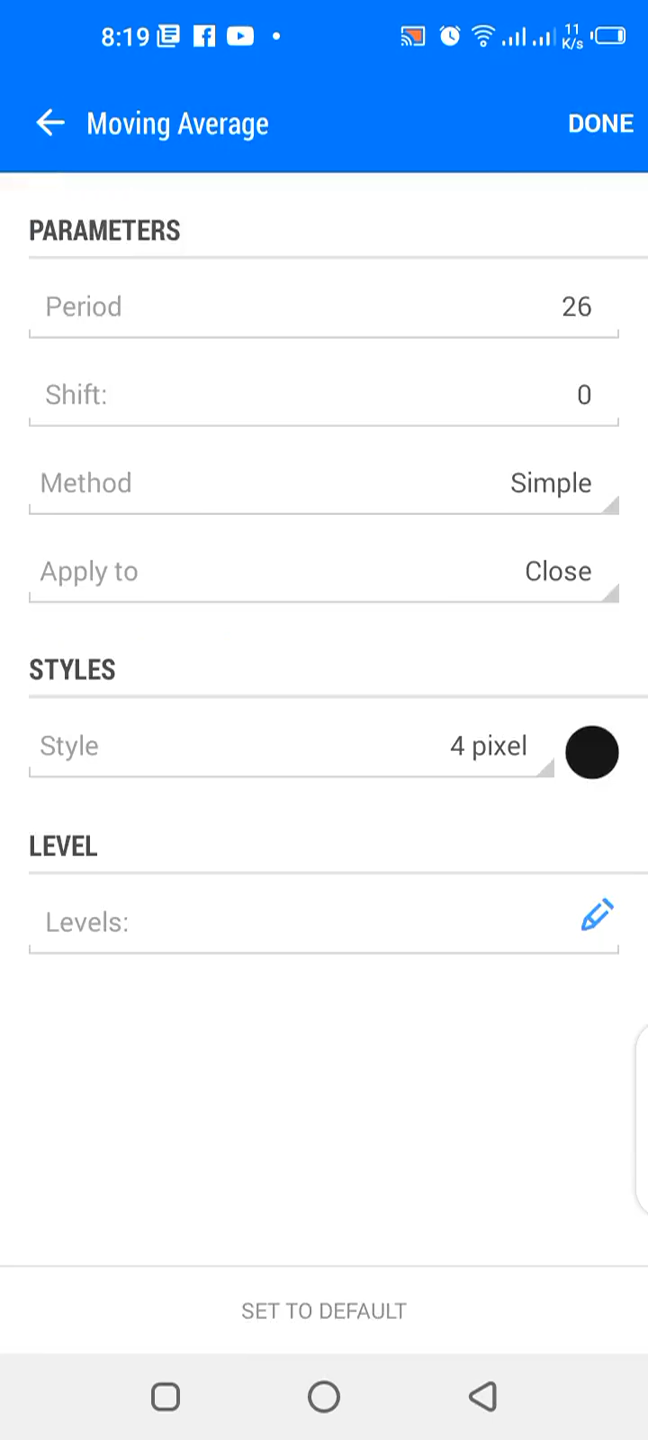 8:19
11
K/s
Moving Average
DONE
PARAMETERS
Period 26
Shift: 0
Method Simple
Apply to Close
STYLES
Style 4 pixel
LEVEL
Levels:
SET TO DEFAULT